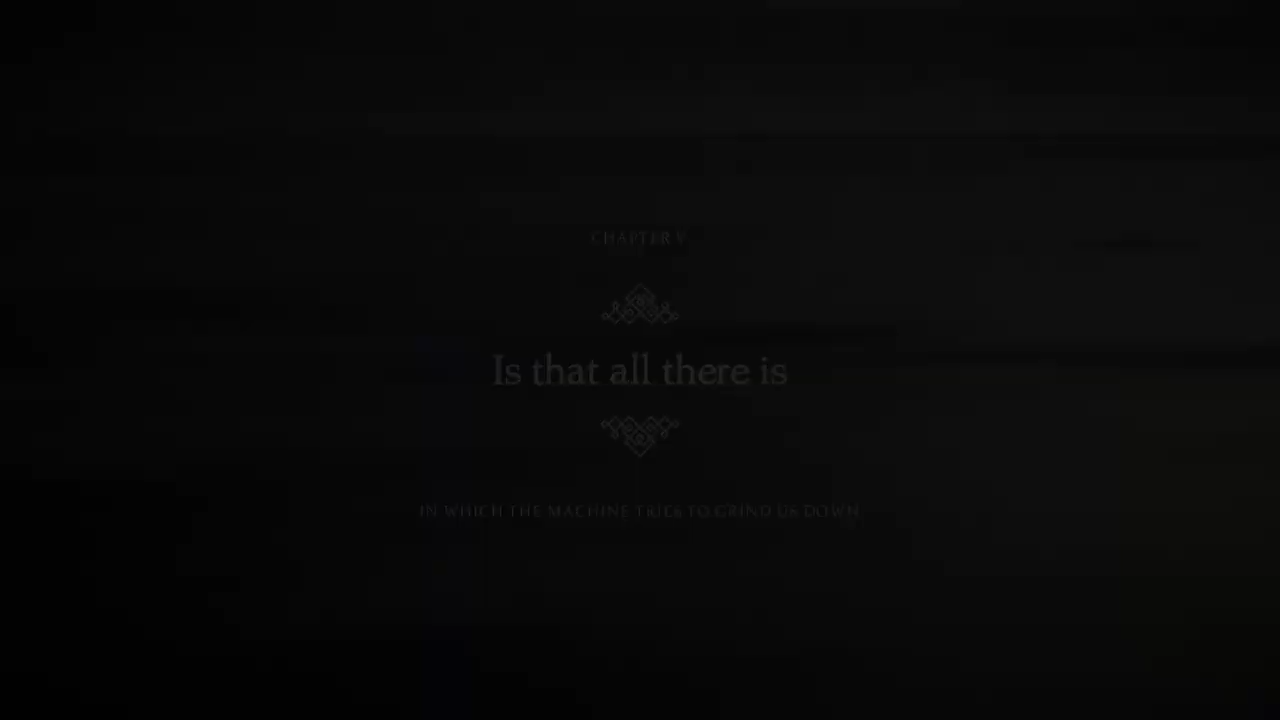 CHAPTER V
Is that all there is
IN WHICH THE MACHINE TRIES TO GRIND US DOWN